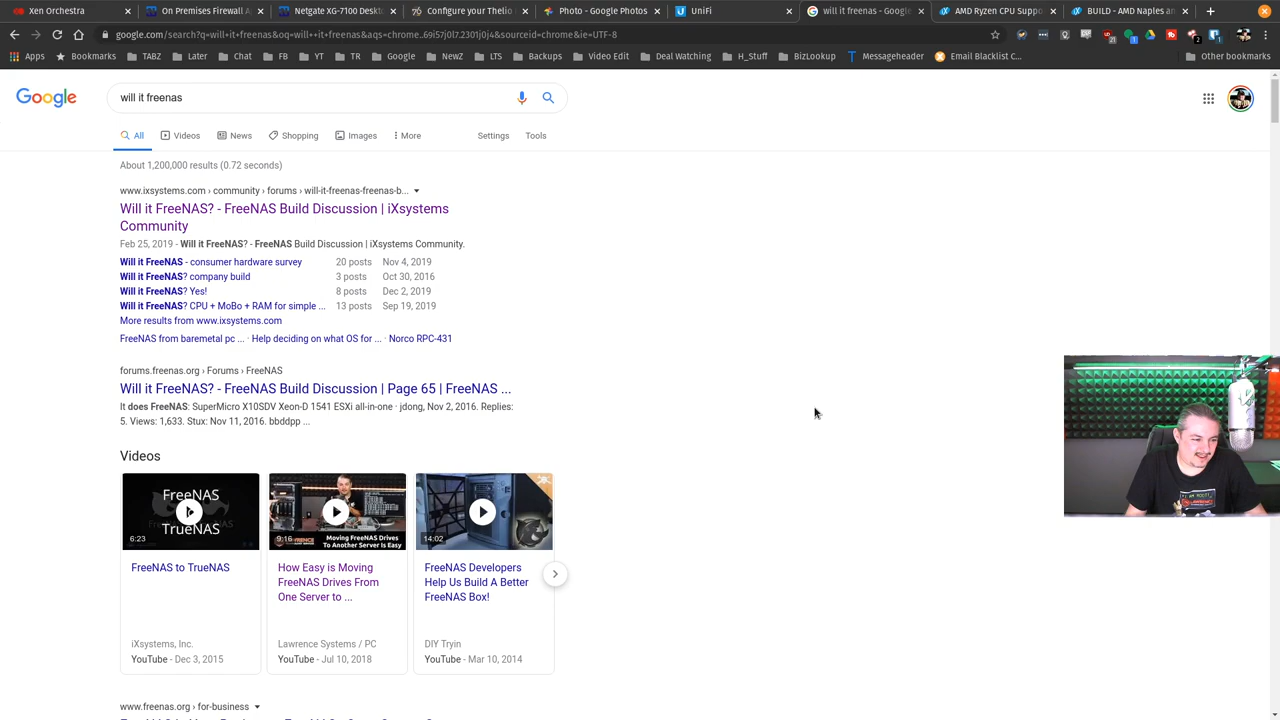 Xen Orchestra
On Premises Firewall A
Netgate XG-7100 Deskt
Configure your Thelio
Photo - Google Photos
UniFi
will it freenas - Google
AMD Ryzen CPU Suppo
BUILD - AMD Naples an
google.com/search?q=will+it+freenas&oq=will++it+freenas&aqs=chrome..69i57j0l7.2301j0j4&sourceid=chrome&ie=UTF-8
Apps
Bookmarks
TABZ
Later
Chat
FB
YT
TR
Google
NewZ
LTS
Backups
Video Edit
Deal Watching
H_Stuff
BizLookup
Messageheader
Email Blacklist C...
Other bookmarks
Google
will it freenas
All
Videos
News
Shopping
Images
More
Settings
Tools
About 1,200,000 results (0.72 seconds)
www.ixsystems.com › community › forums › will-it-freenas-freenas-b...
Will it FreeNAS? - FreeNAS Build Discussion | iXsystems
Community
Feb 25, 2019 - Will it FreeNAS? - FreeNAS Build Discussion | iXsystems Community.
Will it FreeNAS - consumer hardware survey 20 posts Nov 4, 2019
Will it FreeNAS? company build 3 posts Oct 30, 2016
Will it FreeNAS? Yes! 8 posts Dec 2, 2019
Will it FreeNAS? CPU + MoBo + RAM for simple ... 13 posts Sep 19, 2019
More results from www.ixsystems.com
FreeNAS from baremetal pc ... · Help deciding on what OS for ... · Norco RPC-431
forums.freenas.org › Forums › FreeNAS
Will it FreeNAS? - FreeNAS Build Discussion | Page 65 | FreeNAS ...
It does FreeNAS: SuperMicro X10SDV Xeon-D 1541 ESXi all-in-one · jdong, Nov 2, 2016. Replies:
5. Views: 1,633. Stux: Nov 11, 2016. bbddpp ...
Videos
FreeNAS
TrueNAS
6:23
FreeNAS to TrueNAS
iXsystems, Inc.
YouTube - Dec 3, 2015
Moving FreeNAS Drives
To Another Server Is Easy
9:16
How Easy is Moving
FreeNAS Drives From
One Server to ...
Lawrence Systems / PC
YouTube - Jul 10, 2018
14:02
FreeNAS Developers
Help Us Build A Better
FreeNAS Box!
DIY Tryin
YouTube - Mar 10, 2014
www.freenas.org › for-business